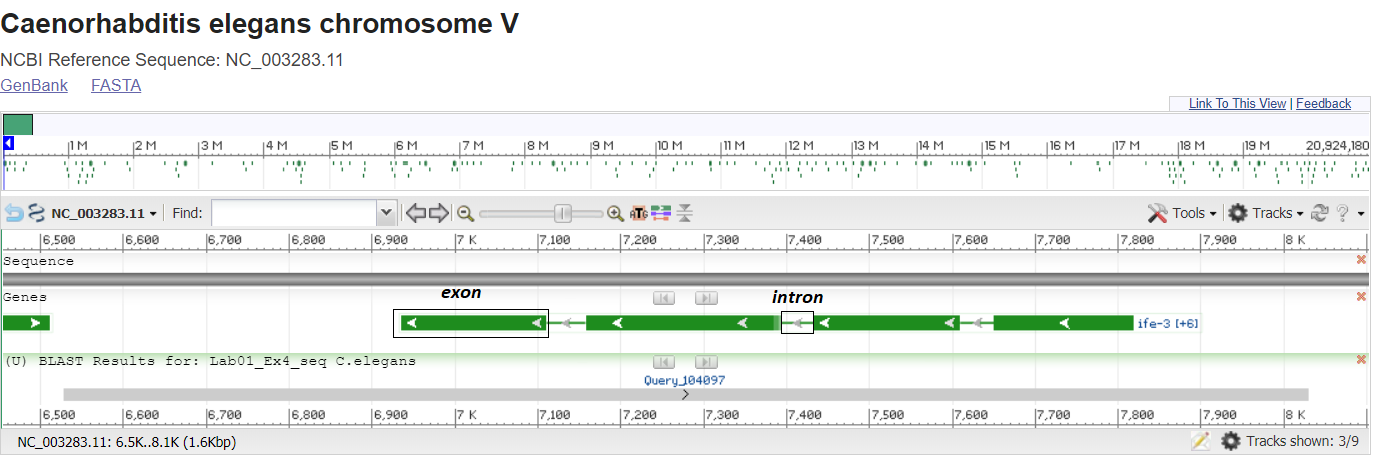 Caenorhabditis elegans chromosome V
NCBI Reference Sequence: NC_003283.11
GenBank FASTA
Link To This View | Feedback
1 M 2 M 3 M 4 M 5 M 6 M 7 M 8 M 9 M 10 M 11 M 12 M 13 M 14 M 15 M 16 M 17 M 18 M 19 M 20,924,180
NC_003283.11 Find: ATG Tools Tracks ?
6,500 6,600 6,700 6,800 6,900 7 K 7,100 7,200 7,300 7,400 7,500 7,600 7,700 7,800 7,900 8 K
Sequence
exon intron
Genes
ife-3 [+6]
(U) BLAST Results for: Lab01_Ex4_seq C.elegans
Query_104097
6,500 6,600 6,700 6,800 6,900 7 K 7,100 7,200 7,300 7,400 7,500 7,600 7,700 7,800 7,900 8 K
NC_003283.11: 6.5K..8.1K (1.6Kbp) Tracks shown: 3/9